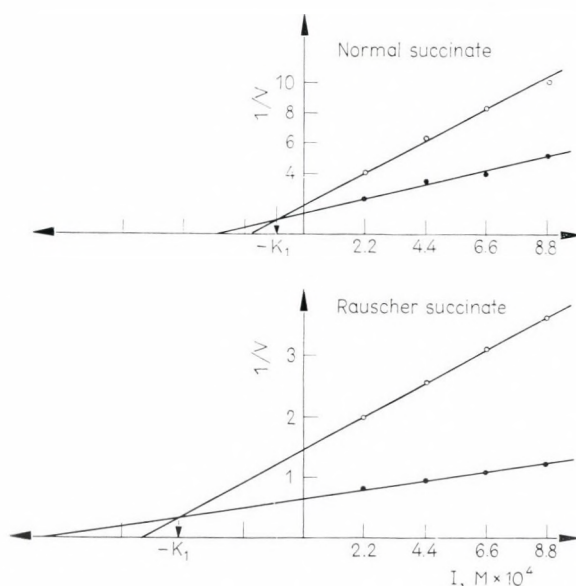 Normal succinate
1/V
10
8
6
4
-K₁
2.2
4.4
6.6
8.8
Rauscher succinate
1/V
3
2
1
-K₁
2.2
4.4
6.6
8.8
I, M × 10⁴